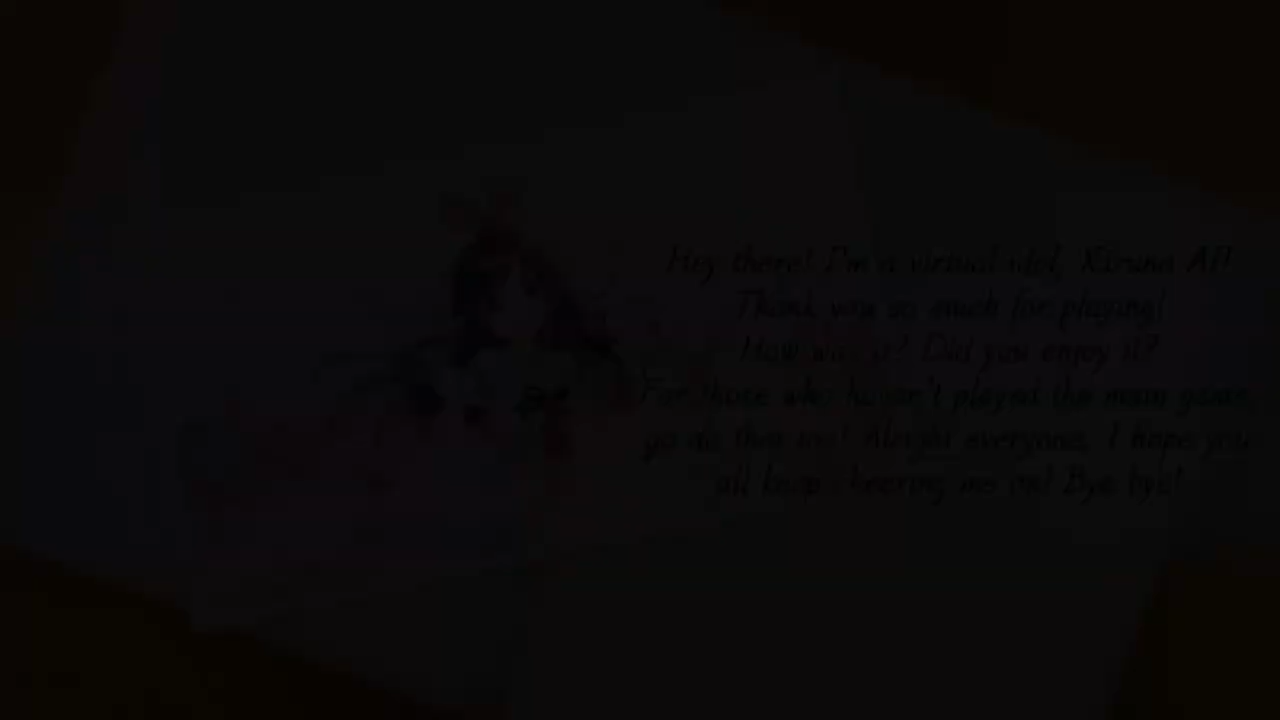 Hey there! I'm a virtual idol, AI!
Thank you so much for playing!
How was it? Did you enjoy it?
For those who haven't played the main game,
go do that too! Alright everyone, I hope you
all keep cheering me on! Bye bye!